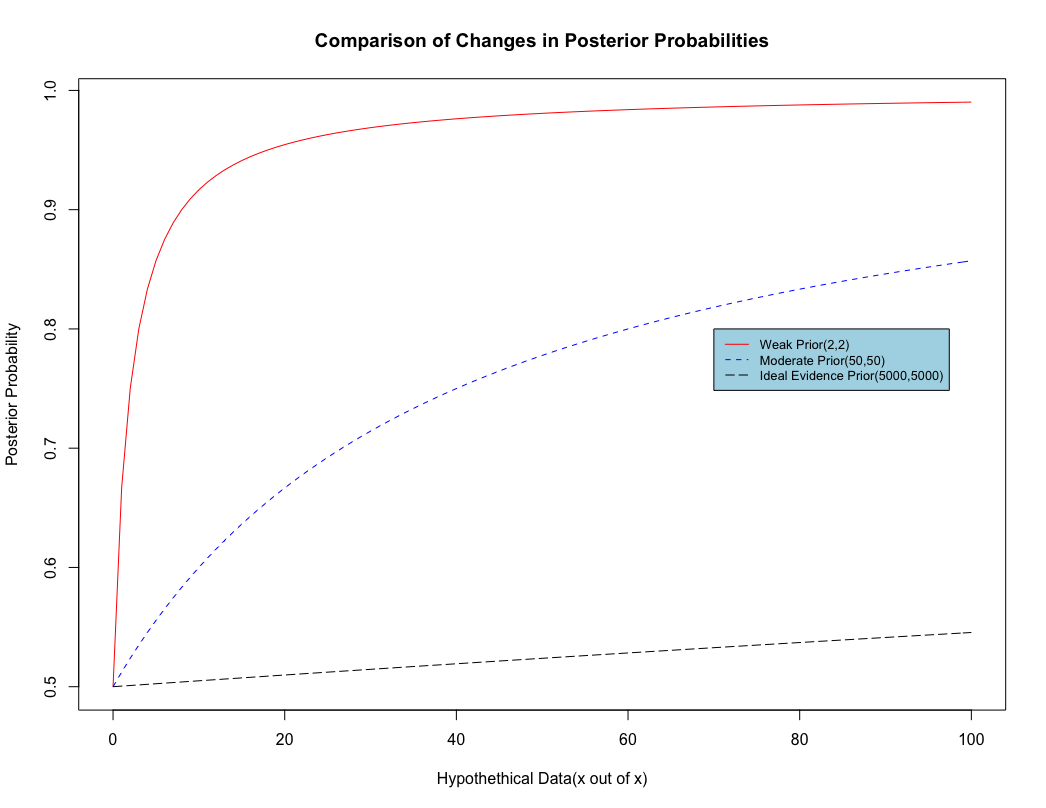 Comparison of Changes in Posterior Probabilities
1.0
0.9
0.8
0.7
0.6
0.5
Posterior Probability
Weak Prior(2,2)
Moderate Prior(50,50)
Ideal Evidence Prior(5000,5000)
0 20 40 60 80 100
Hypothethical Data(x out of x)